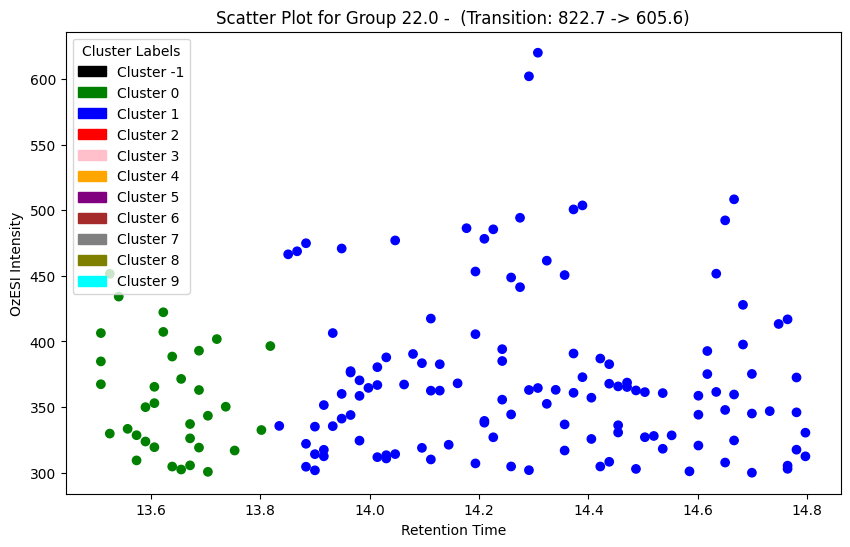 Scatter Plot for Group 22.0 -  (Transition: 822.7 -> 605.6)
Cluster Labels
Cluster -1
Cluster 0
Cluster 1
Cluster 2
Cluster 3
Cluster 4
Cluster 5
Cluster 6
Cluster 7
Cluster 8
Cluster 9
OzESI Intensity
600
550
500
450
400
350
300
13.6
13.8
14.0
14.2
14.4
14.6
14.8
Retention Time